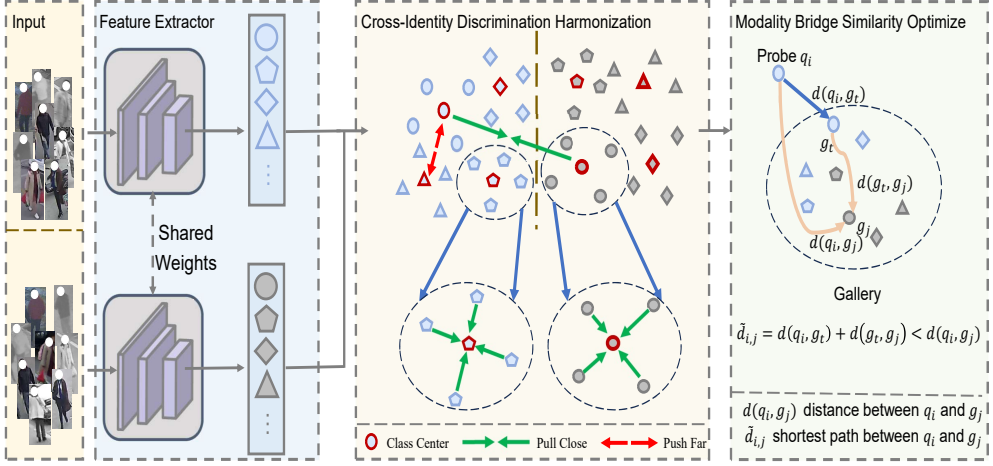 Input
Feature Extractor
Cross-Identity Discrimination Harmonization
Modality Bridge Similarity Optimize
Shared
Weights
Probe q_i
d(q_i, g_t)
g_t
d(g_t, g_j)
g_j
d(q_i, g_j)
Gallery
d̃_{i,j} = d(q_i, g_t) + d(g_t, g_j) < d(q_i, g_j)
d(q_i, g_j) distance between q_i and g_j
d̃_{i,j} shortest path between q_i and g_j
Class Center
Pull Close
Push Far